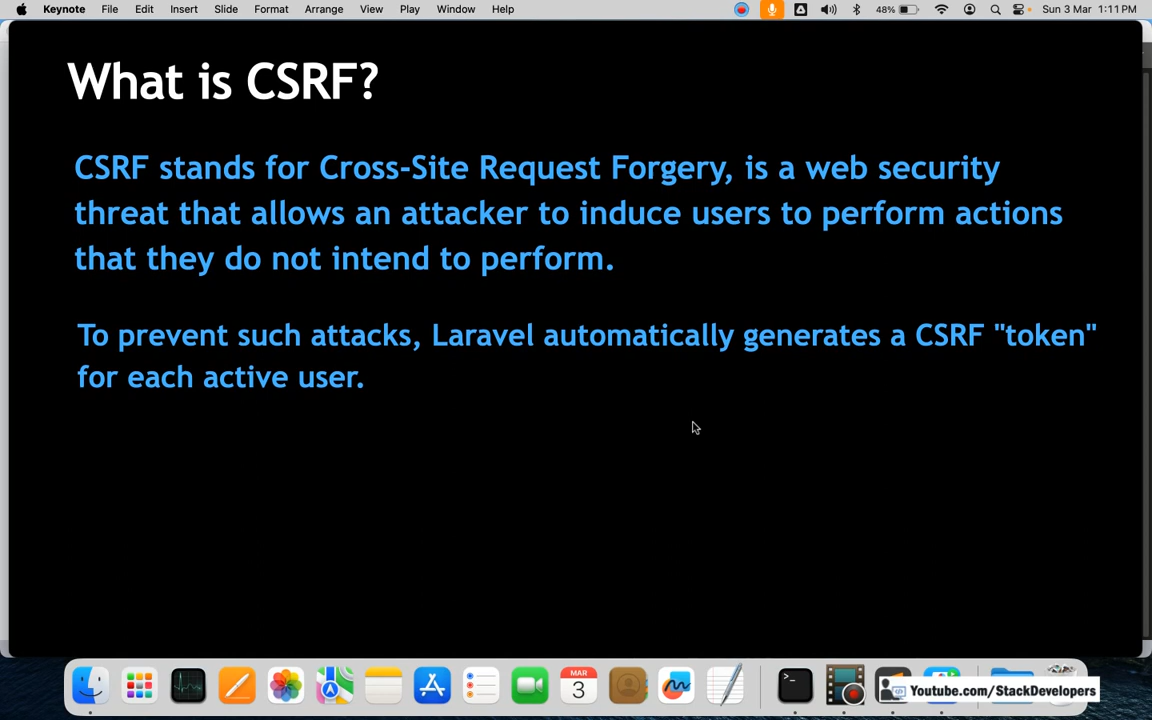 Keynote File Edit Insert Slide Format Arrange View Play Window Help 48% Sun 3 Mar 1:11 PM
What is CSRF?
CSRF stands for Cross-Site Request Forgery, is a web security
threat that allows an attacker to induce users to perform actions
that they do not intend to perform.
To prevent such attacks, Laravel automatically generates a CSRF "token"
for each active user.
MAR
3
Youtube.com/StackDevelopers